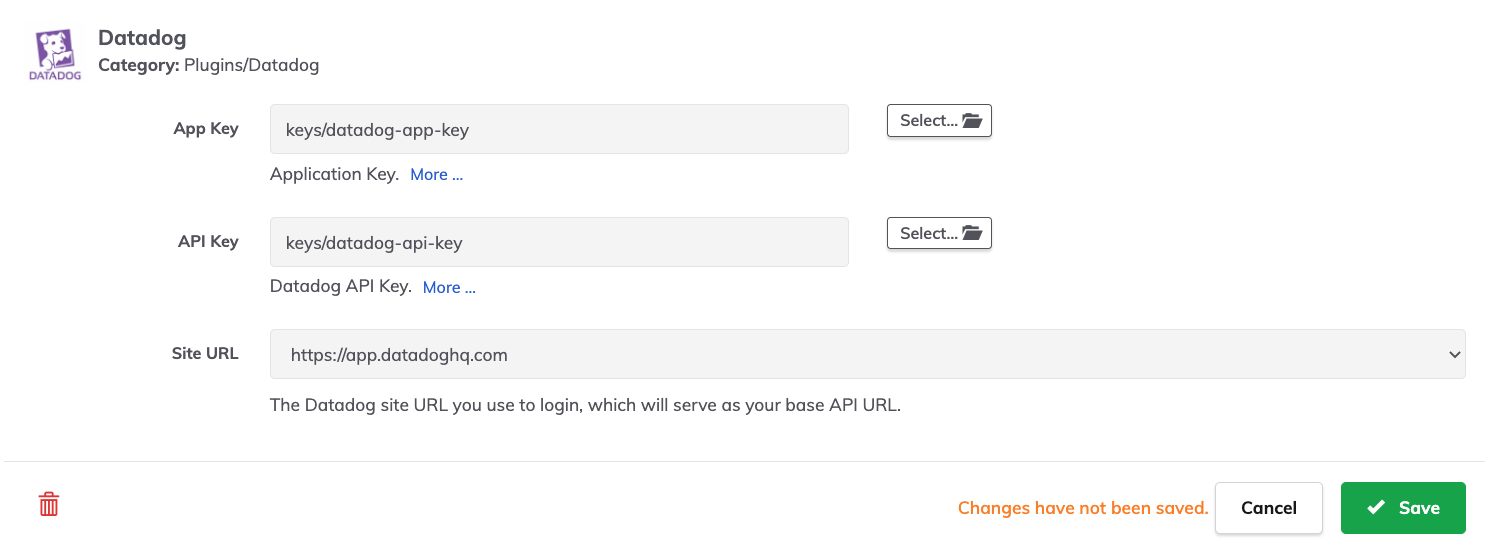 Datadog
DATADOG
Category: Plugins/Datadog
App Key
keys/datadog-app-key
Select...
Application Key. More ...
API Key
keys/datadog-api-key
Select...
Datadog API Key. More ...
Site URL
https://app.datadoghq.com
The Datadog site URL you use to login, which will serve as your base API URL.
Changes have not been saved.
Cancel
Save